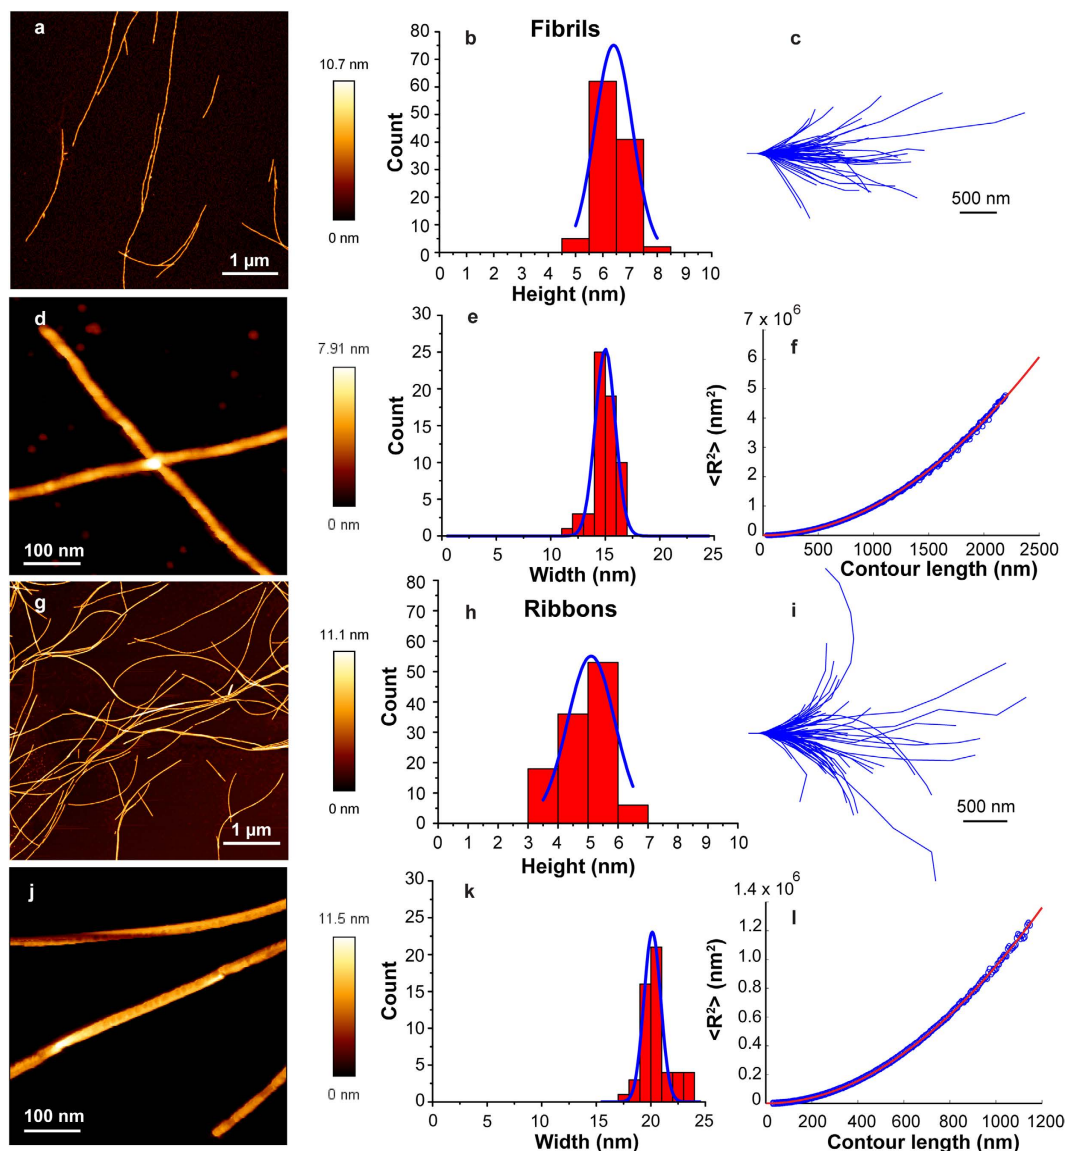 a
1 µm
10.7 nm
0 nm
b
Fibrils
80
70
60
50
40
30
20
10
0
Count
0 1 2 3 4 5 6 7 8 9 10
Height (nm)
c
500 nm
d
100 nm
7.91 nm
0 nm
e
30
25
20
15
10
5
0
Count
0 5 10 15 20 25
Width (nm)
f
7 x 10⁶
6
5
4
3
2
1
0
<R²> (nm²)
500 1000 1500 2000 2500
Contour length (nm)
g
1 µm
11.1 nm
0 nm
h
Ribbons
80
70
60
50
40
30
20
10
0
Count
0 1 2 3 4 5 6 7 8 9 10
Height (nm)
i
500 nm
j
100 nm
11.5 nm
0 nm
k
30
25
20
15
10
5
0
Count
0 5 10 15 20 25
Width (nm)
l
1.4 x 10⁶
1.2
1.0
0.8
0.6
0.4
0.2
0
<R²> (nm²)
200 400 600 800 1000 1200
Contour length (nm)